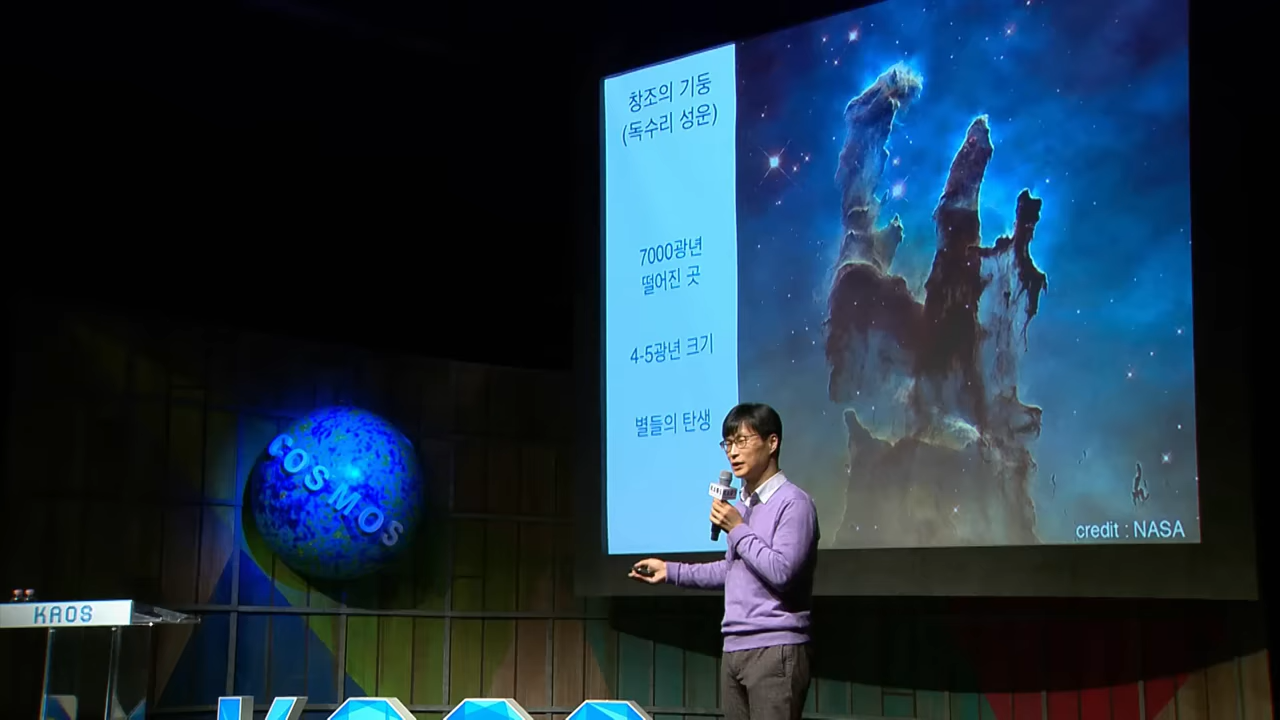 창조의 기둥
(독수리 성운)
7000광년
떨어진 곳
4-5광년 크기
별들의 탄생
credit : NASA
COSMOS
KAOS
KAOS